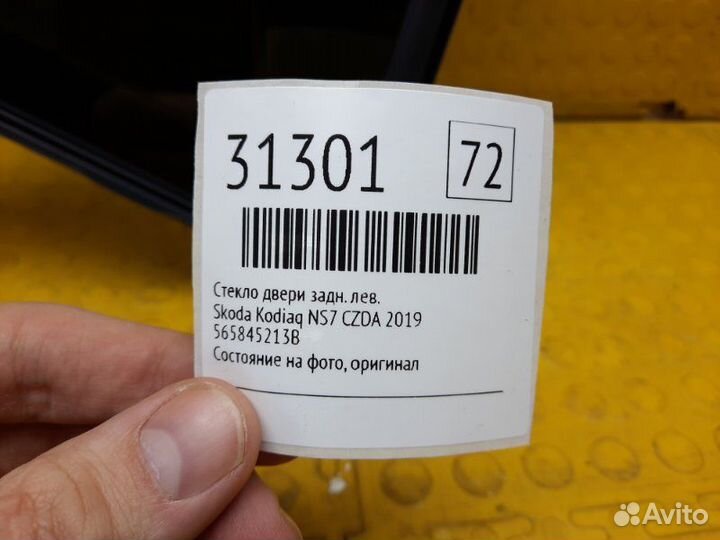 31301
72
Стекло двери задн. лев.
Skoda Kodiaq NS7 CZDA 2019
565845213B
Состояние на фото, оригинал
Avito